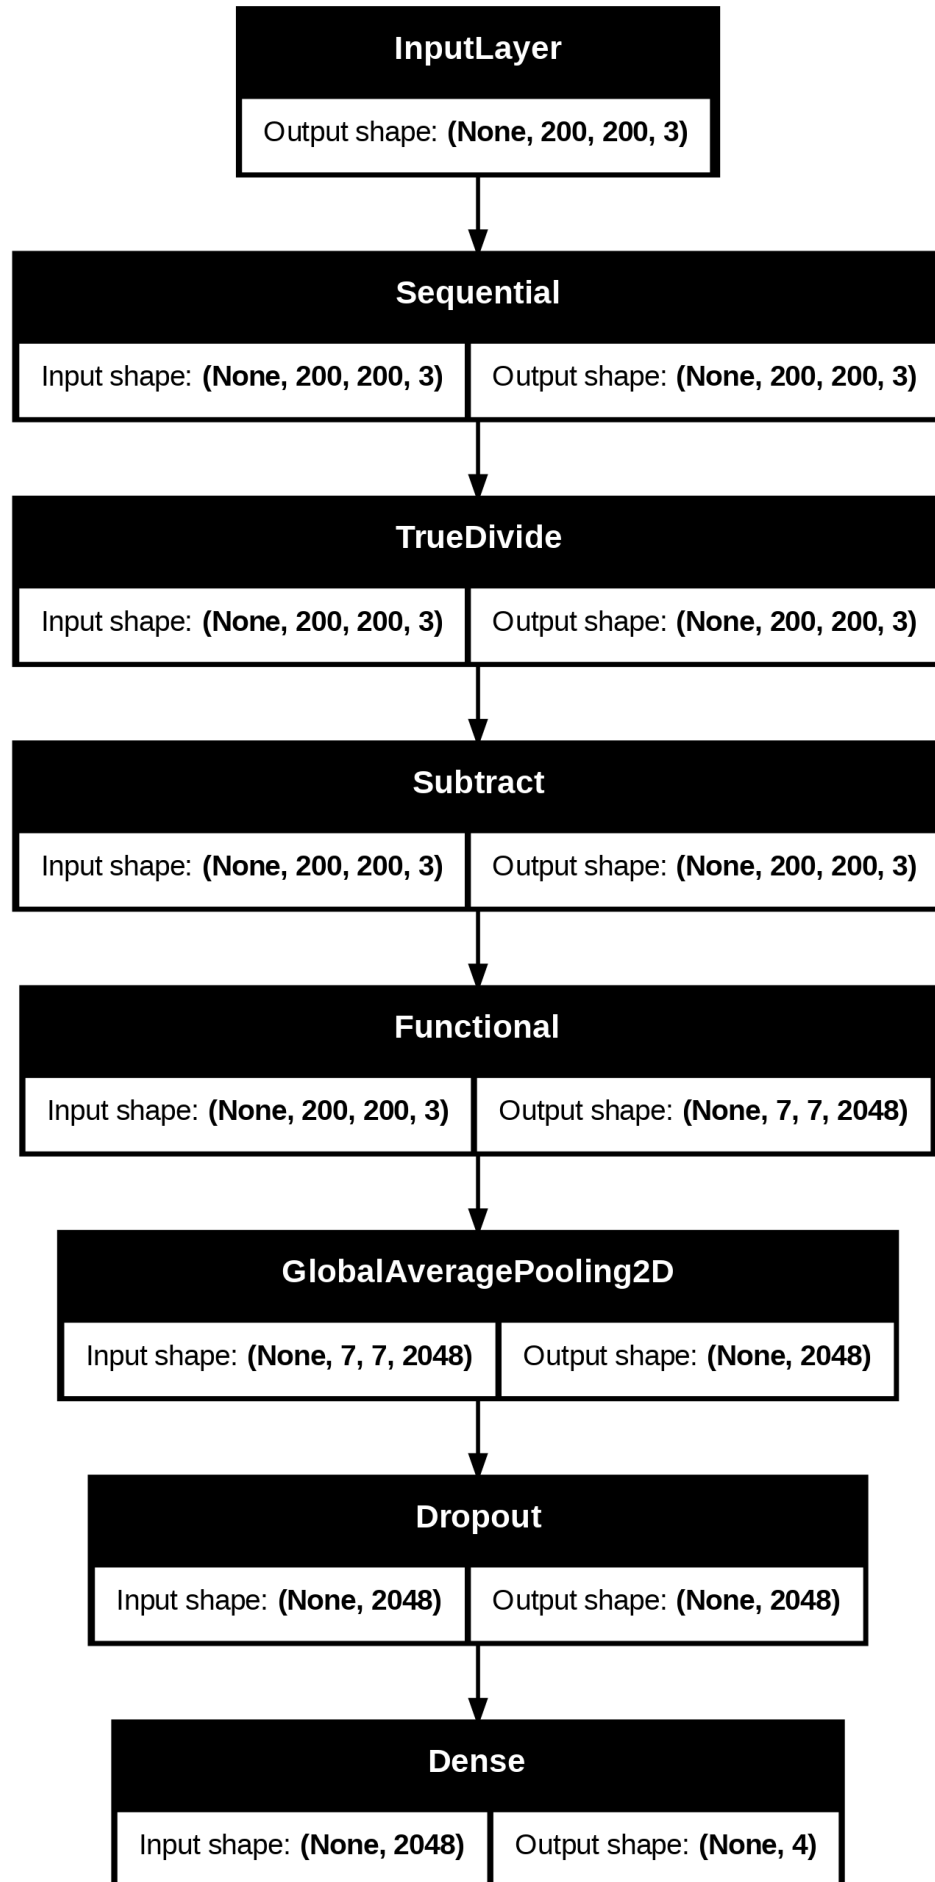 InputLayer
Output shape: (None, 200, 200, 3)
Sequential
Input shape: (None, 200, 200, 3) Output shape: (None, 200, 200, 3)
TrueDivide
Input shape: (None, 200, 200, 3) Output shape: (None, 200, 200, 3)
Subtract
Input shape: (None, 200, 200, 3) Output shape: (None, 200, 200, 3)
Functional
Input shape: (None, 200, 200, 3) Output shape: (None, 7, 7, 2048)
GlobalAveragePooling2D
Input shape: (None, 7, 7, 2048) Output shape: (None, 2048)
Dropout
Input shape: (None, 2048) Output shape: (None, 2048)
Dense
Input shape: (None, 2048) Output shape: (None, 4)